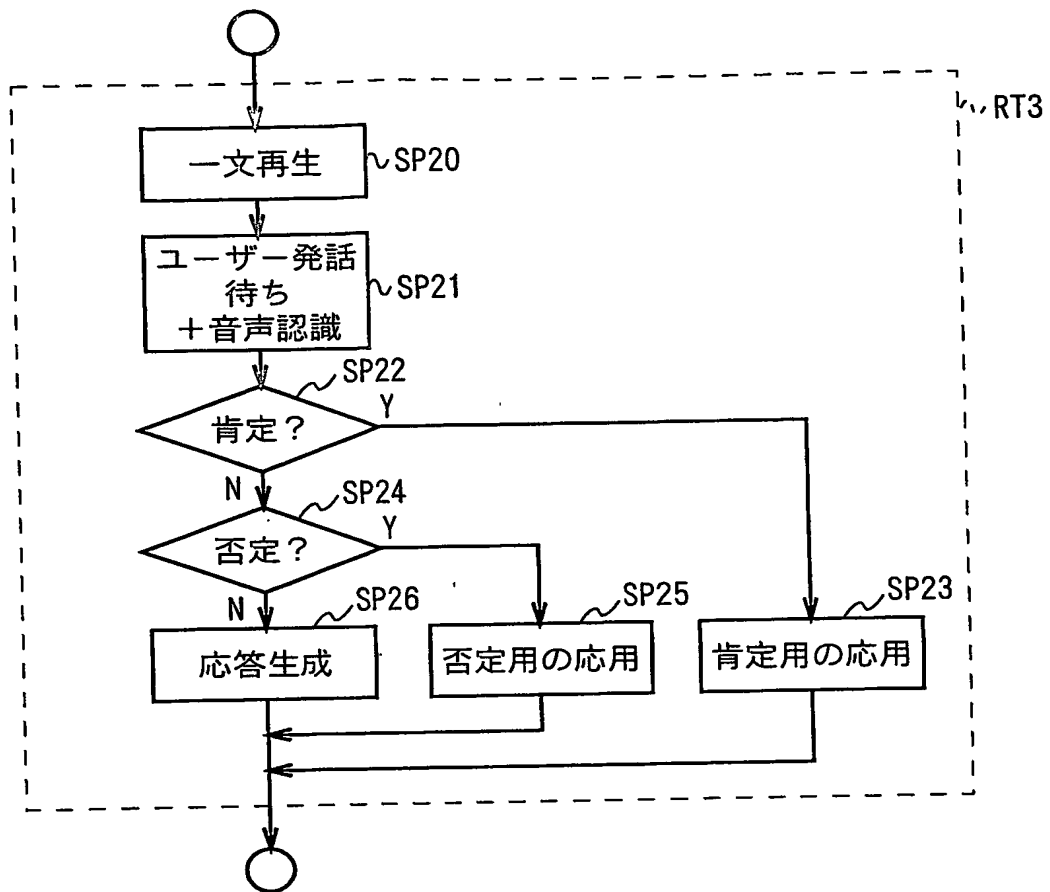 RT3
一文再生
SP20
ユーザー発話
待ち
+音声認識
SP21
SP22
肯定?
Y
N
SP24
否定?
Y
N
SP26
応答生成
SP25
否定用の応用
SP23
肯定用の応用